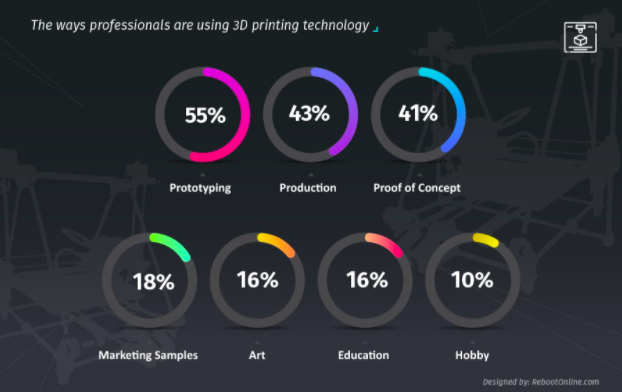 The ways professionals are using 3D printing technology
55%
43%
41%
Prototyping
Production
Proof of Concept
18%
16%
16%
10%
Marketing Samples
Art
Education
Hobby
Designed by: RebootOnline.com